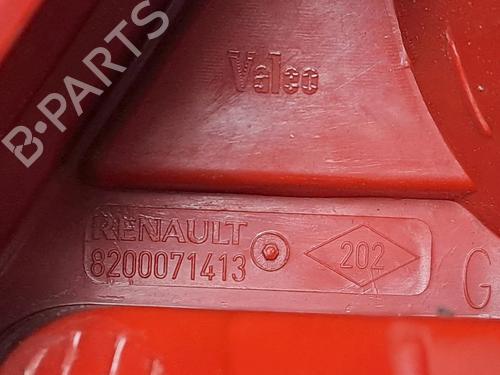 B-PARTS
Valeo
RENAULT
8200071413
202
G